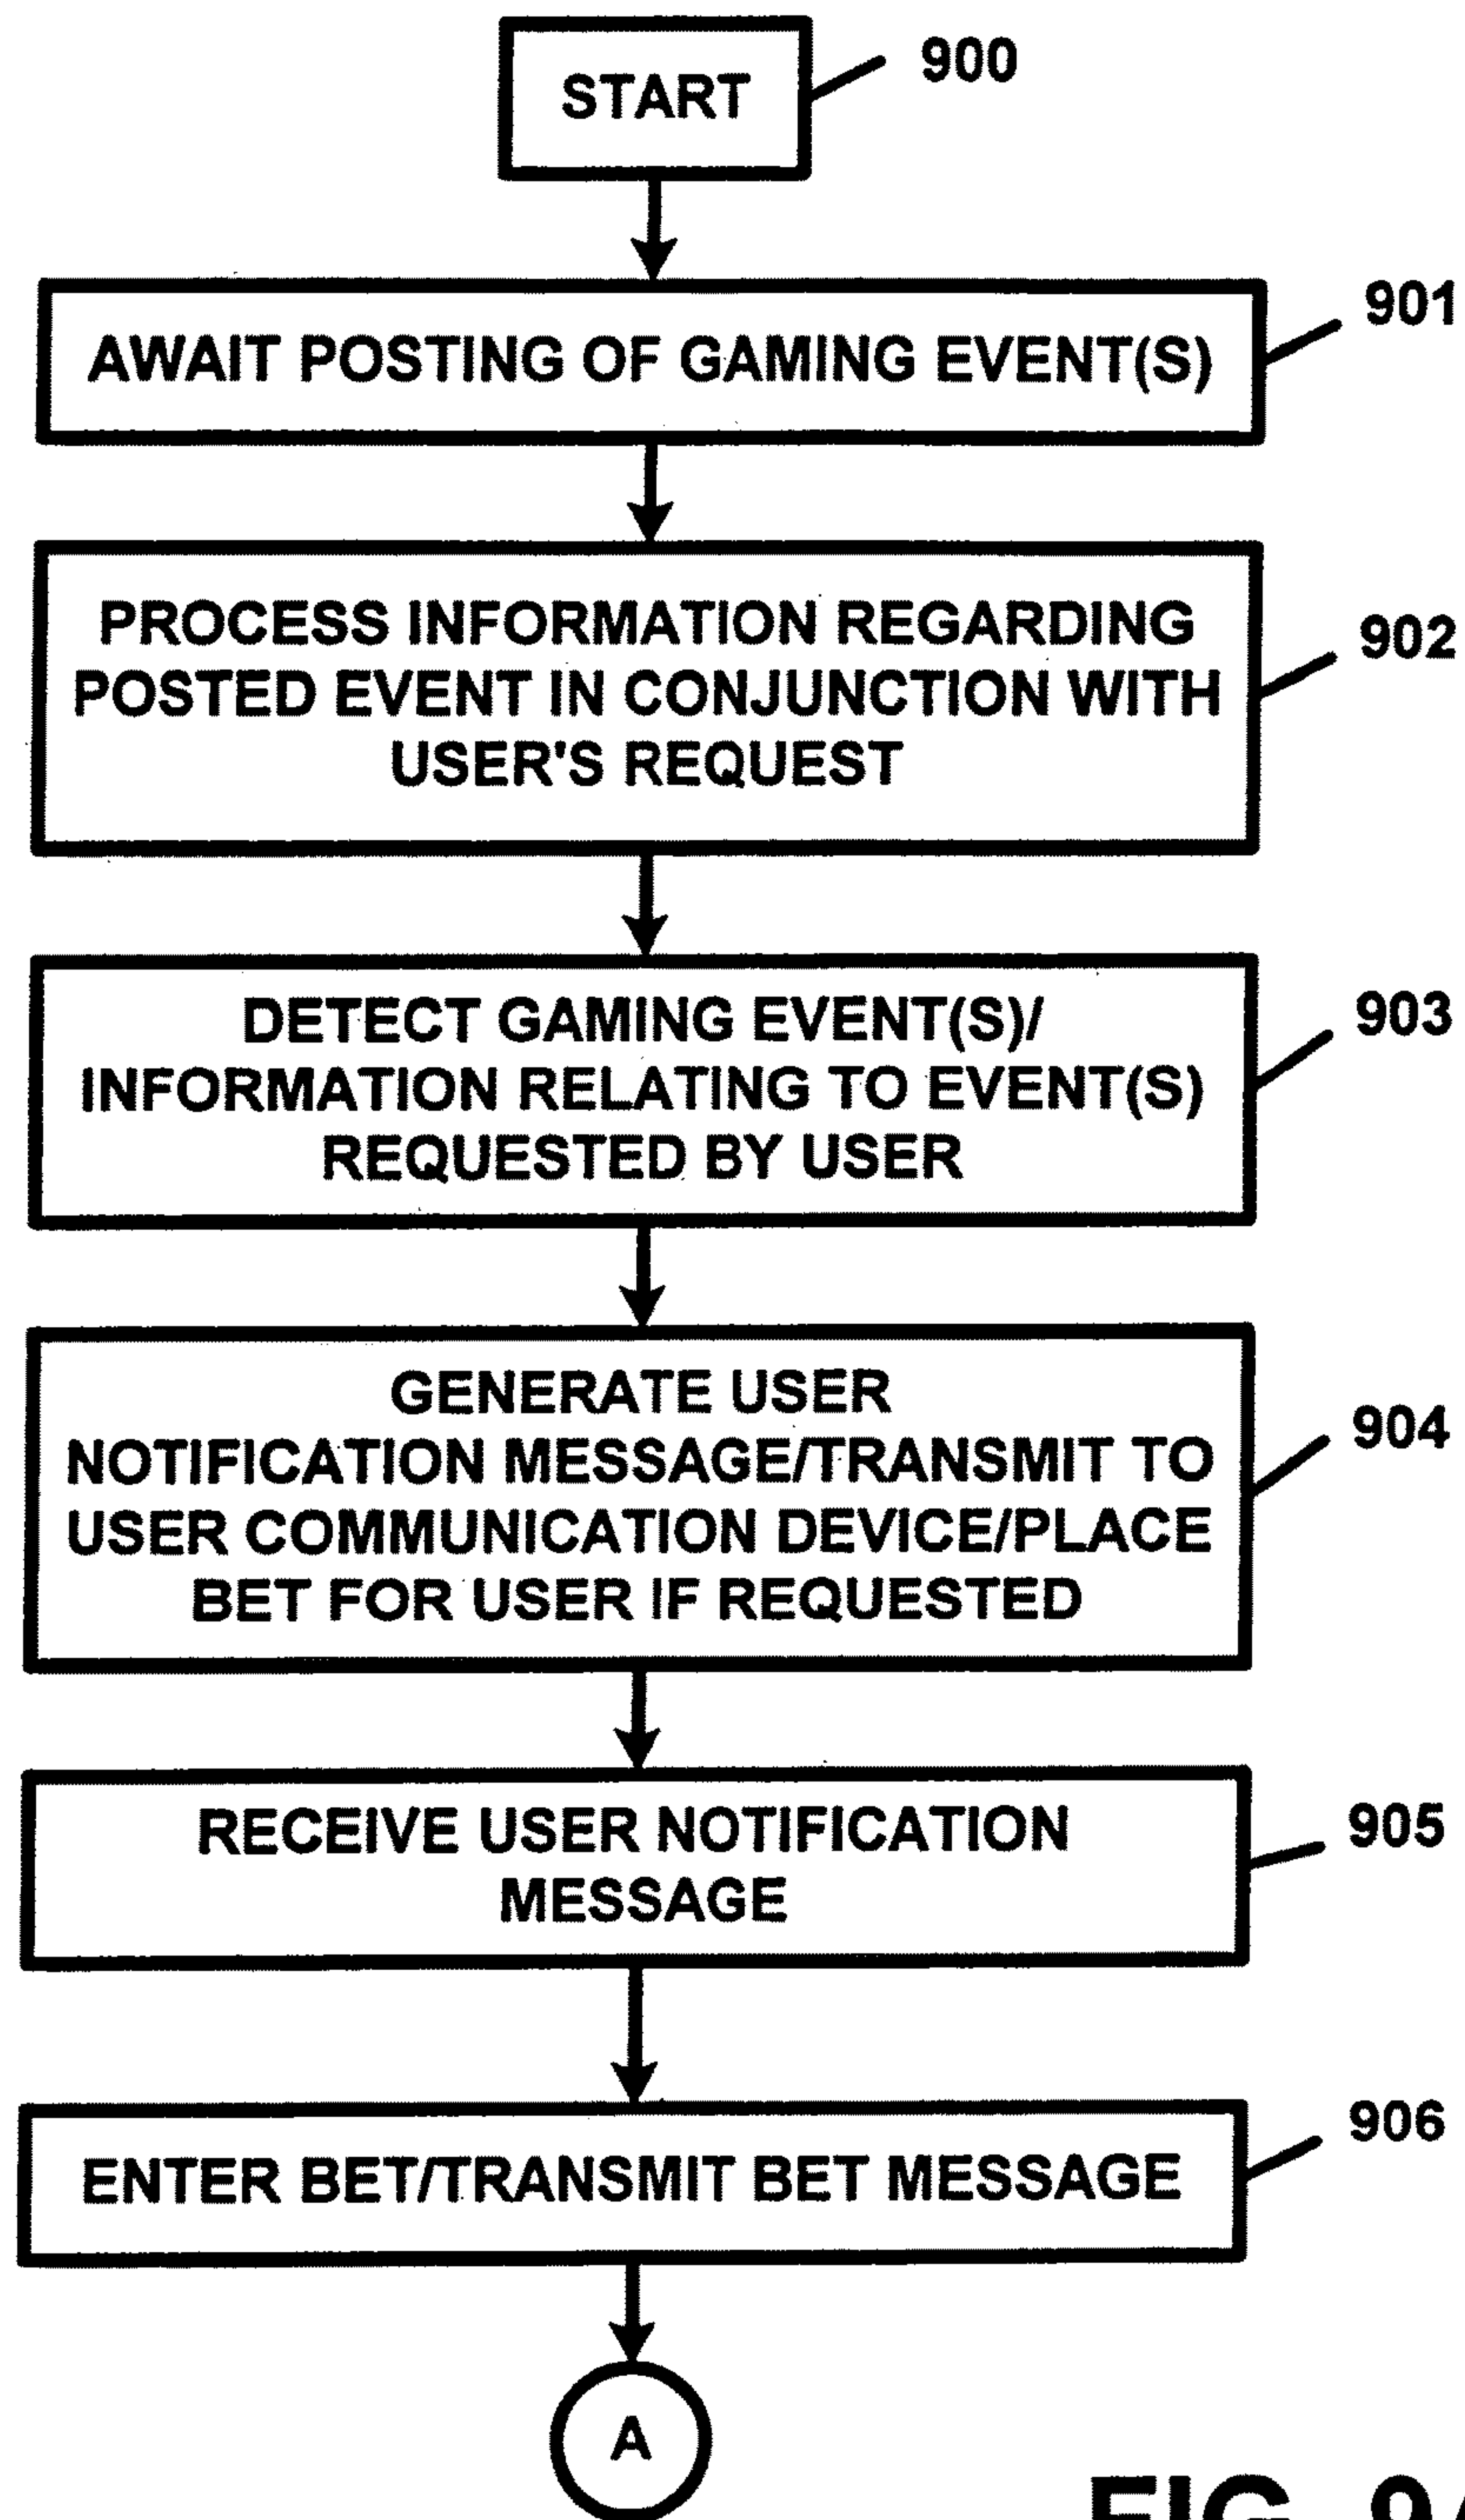 START
900
AWAIT POSTING OF GAMING EVENT(S)
901
PROCESS INFORMATION REGARDING
POSTED EVENT IN CONJUNCTION WITH
USER'S REQUEST
902
DETECT GAMING EVENT(S)/
INFORMATION RELATING TO EVENT(S)
REQUESTED BY USER
903
GENERATE USER
NOTIFICATION MESSAGE/TRANSMIT TO
USER COMMUNICATION DEVICE/PLACE
BET FOR USER IF REQUESTED
904
RECEIVE USER NOTIFICATION
MESSAGE
905
ENTER BET/TRANSMIT BET MESSAGE
906
A
FIG.